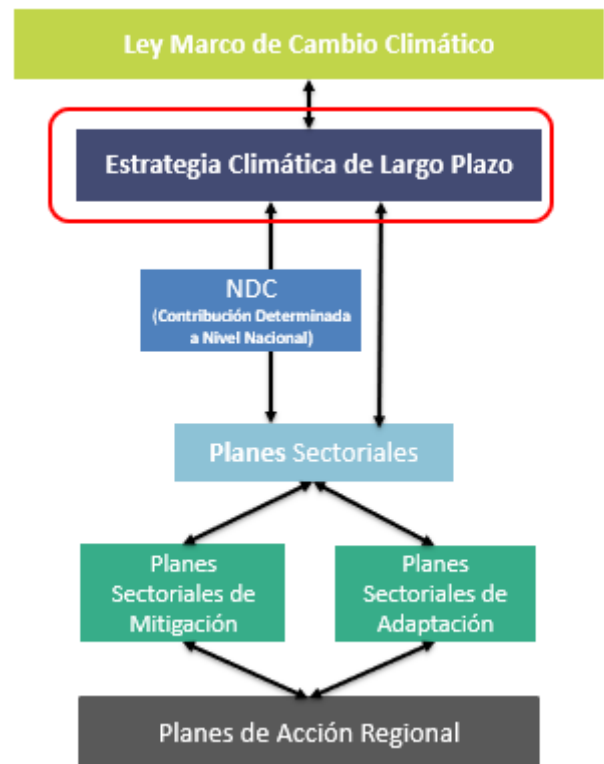 Ley Marco de Cambio Climático
Estrategia Climática de Largo Plazo
NDC
(Contribución Determinada
a Nivel Nacional)
Planes Sectoriales
Planes
Sectoriales de
Mitigación
Planes
Sectoriales de
Adaptación
Planes de Acción Regional